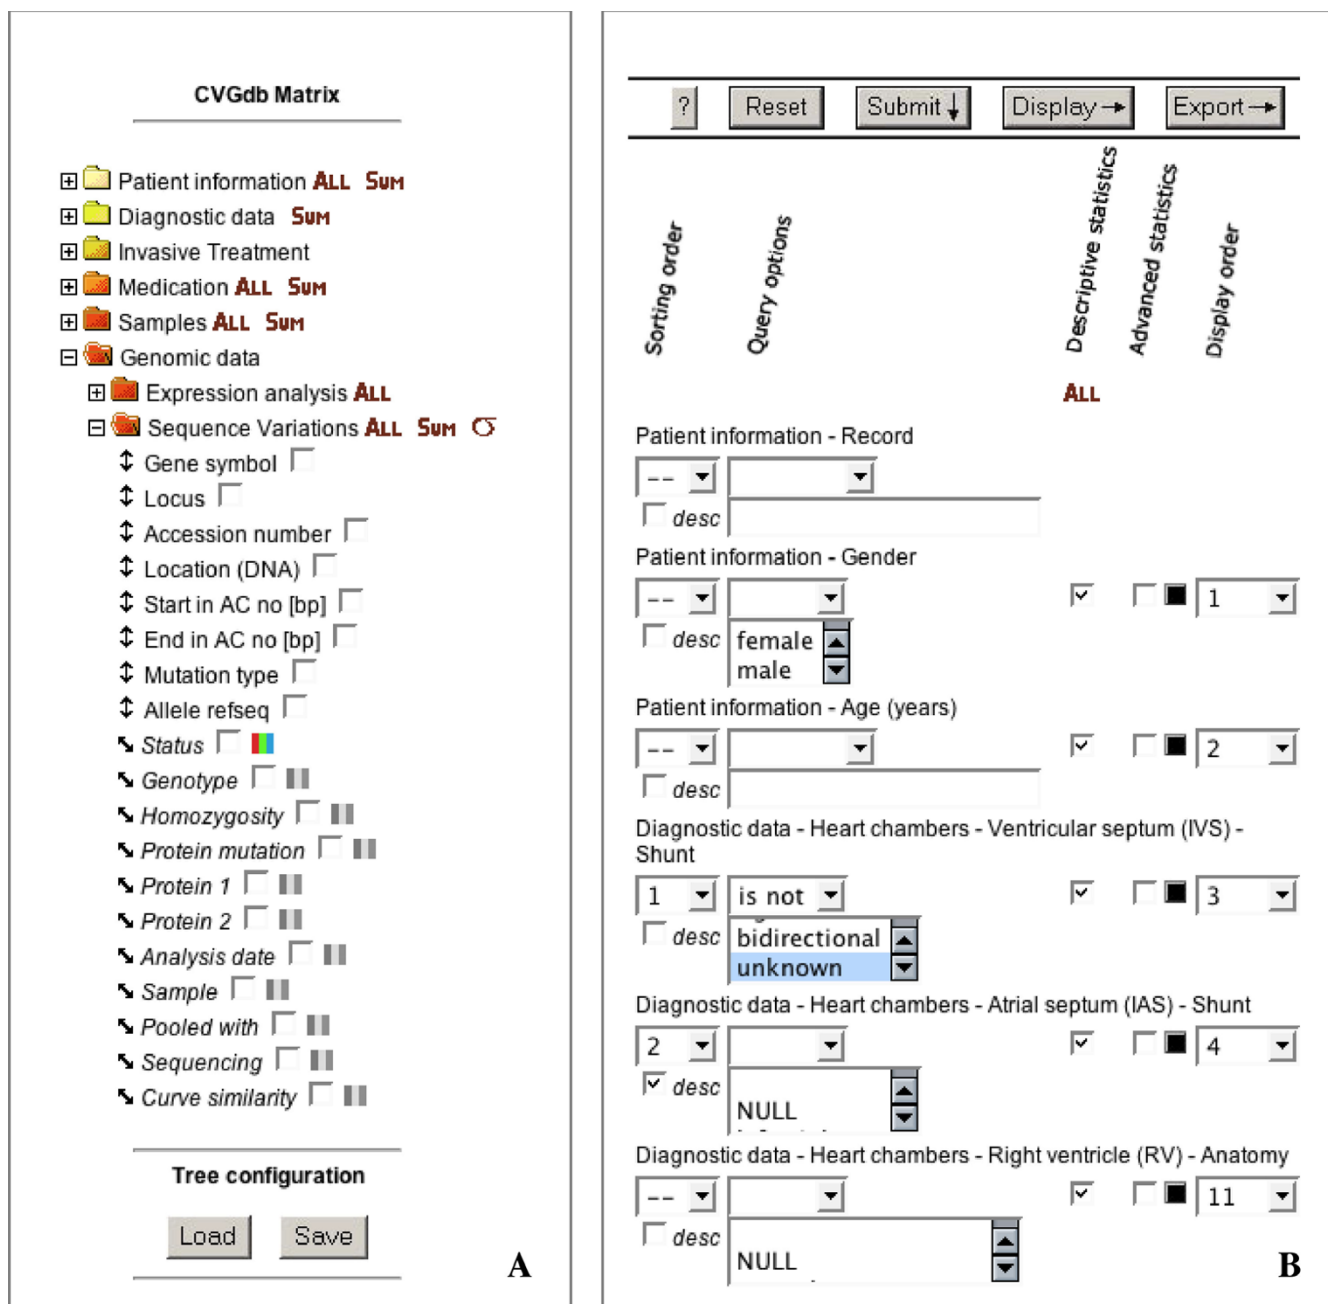 CVGdb Matrix
Patient information ALL SUM
Diagnostic data SUM
Invasive Treatment
Medication ALL SUM
Samples ALL SUM
Genomic data
Expression analysis ALL
Sequence Variations ALL SUM
Gene symbol
Locus
Accession number
Location (DNA)
Start in AC no [bp]
End in AC no [bp]
Mutation type
Allele refseq
Status
Genotype
Homozygosity
Protein mutation
Protein 1
Protein 2
Analysis date
Sample
Pooled with
Sequencing
Curve similarity
Tree configuration
Load Save
A
? Reset Submit Display Export
Sorting order
Query options
Descriptive statistics
Advanced statistics
Display order
ALL
Patient information - Record
--
desc
Patient information - Gender
-- 1
desc female
male
Patient information - Age (years)
-- 2
desc
Diagnostic data - Heart chambers - Ventricular septum (IVS) -
Shunt
1 is not 3
desc bidirectional
unknown
Diagnostic data - Heart chambers - Atrial septum (IAS) - Shunt
2 4
desc
NULL
Diagnostic data - Heart chambers - Right ventricle (RV) - Anatomy
-- 11
desc
NULL
B